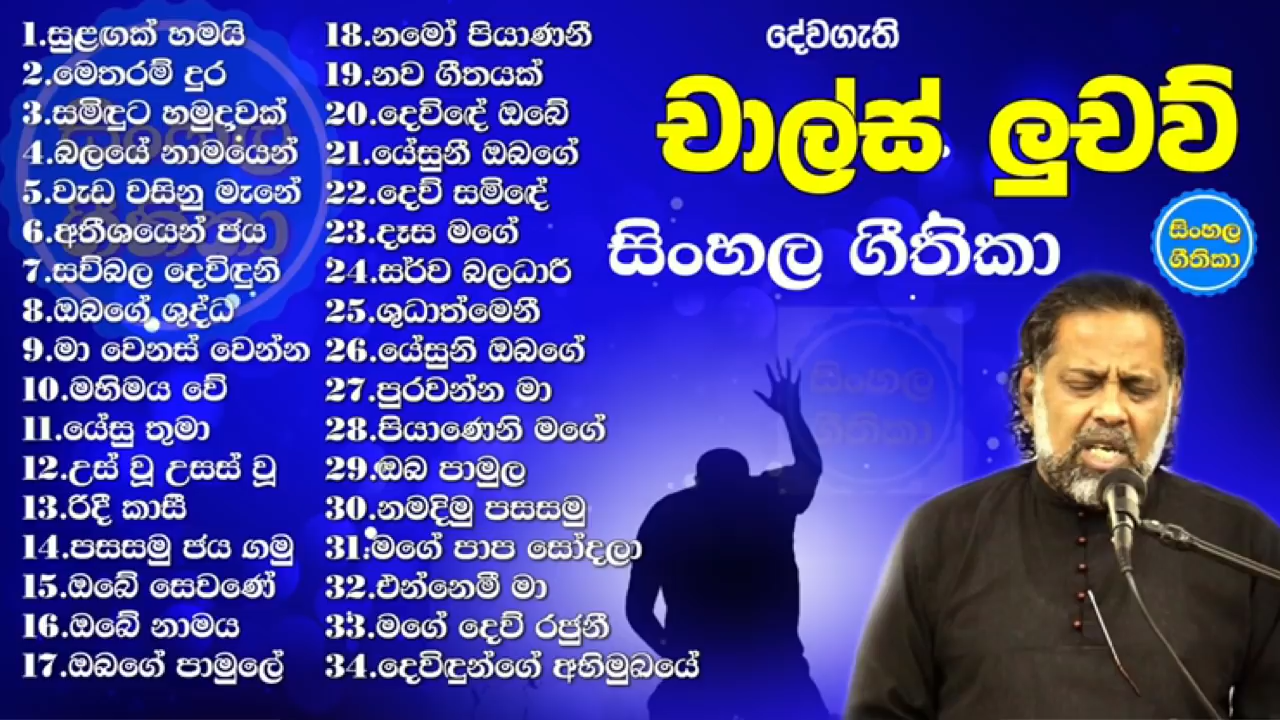 1.සුළඟක් හමයි
2.මෙතරම් දුර
3.සමිඳුට හමුදාවක්
4.බලයේ නාමයෙන්
5.වැඩ වසිනු මැනේ
6.අතීශයෙන් ජය
7.සව්බල දෙවිඳුනි
8.ඔබගේ ශුද්ධ
9.මා වෙනස් වෙන්න
10.මහිමය වේ
11.යේසු තුමා
12.උස් වූ උසස් වූ
13.රිදී කාසී
14.පසසමු ජය ගමු
15.ඔබේ සෙවණේ
16.ඔබේ නාමය
17.ඔබගේ පාමුලේ
18.නමෝ පියාණනී
19.නව ගීතයක්
20.දෙවිඳේ ඔබේ
21.යේසුනී ඔබගේ
22.දෙව් සමිඳේ
23.දෑස මගේ
24.සර්ව බලධාරී
25.ශුධාත්මෙනී
26.යේසුනි ඔබගේ
27.පුරවන්න මා
28.පියාණෙනි මගේ
29.ඔබ පාමුල
30.නමදිමු පසසමු
31.මගේ පාප සෝදලා
32.එන්නෙමී මා
33.මගේ දෙව් රජුනී
34.දෙවිඳුන්ගේ අභිමුඛයේ
දේවගැති
චාල්ස් ලුචව්
සිංහල ගීතිකා
සිංහල
ගීතිකා
සිංහල
ගීතිකා
සිංහල
ගීතිකා